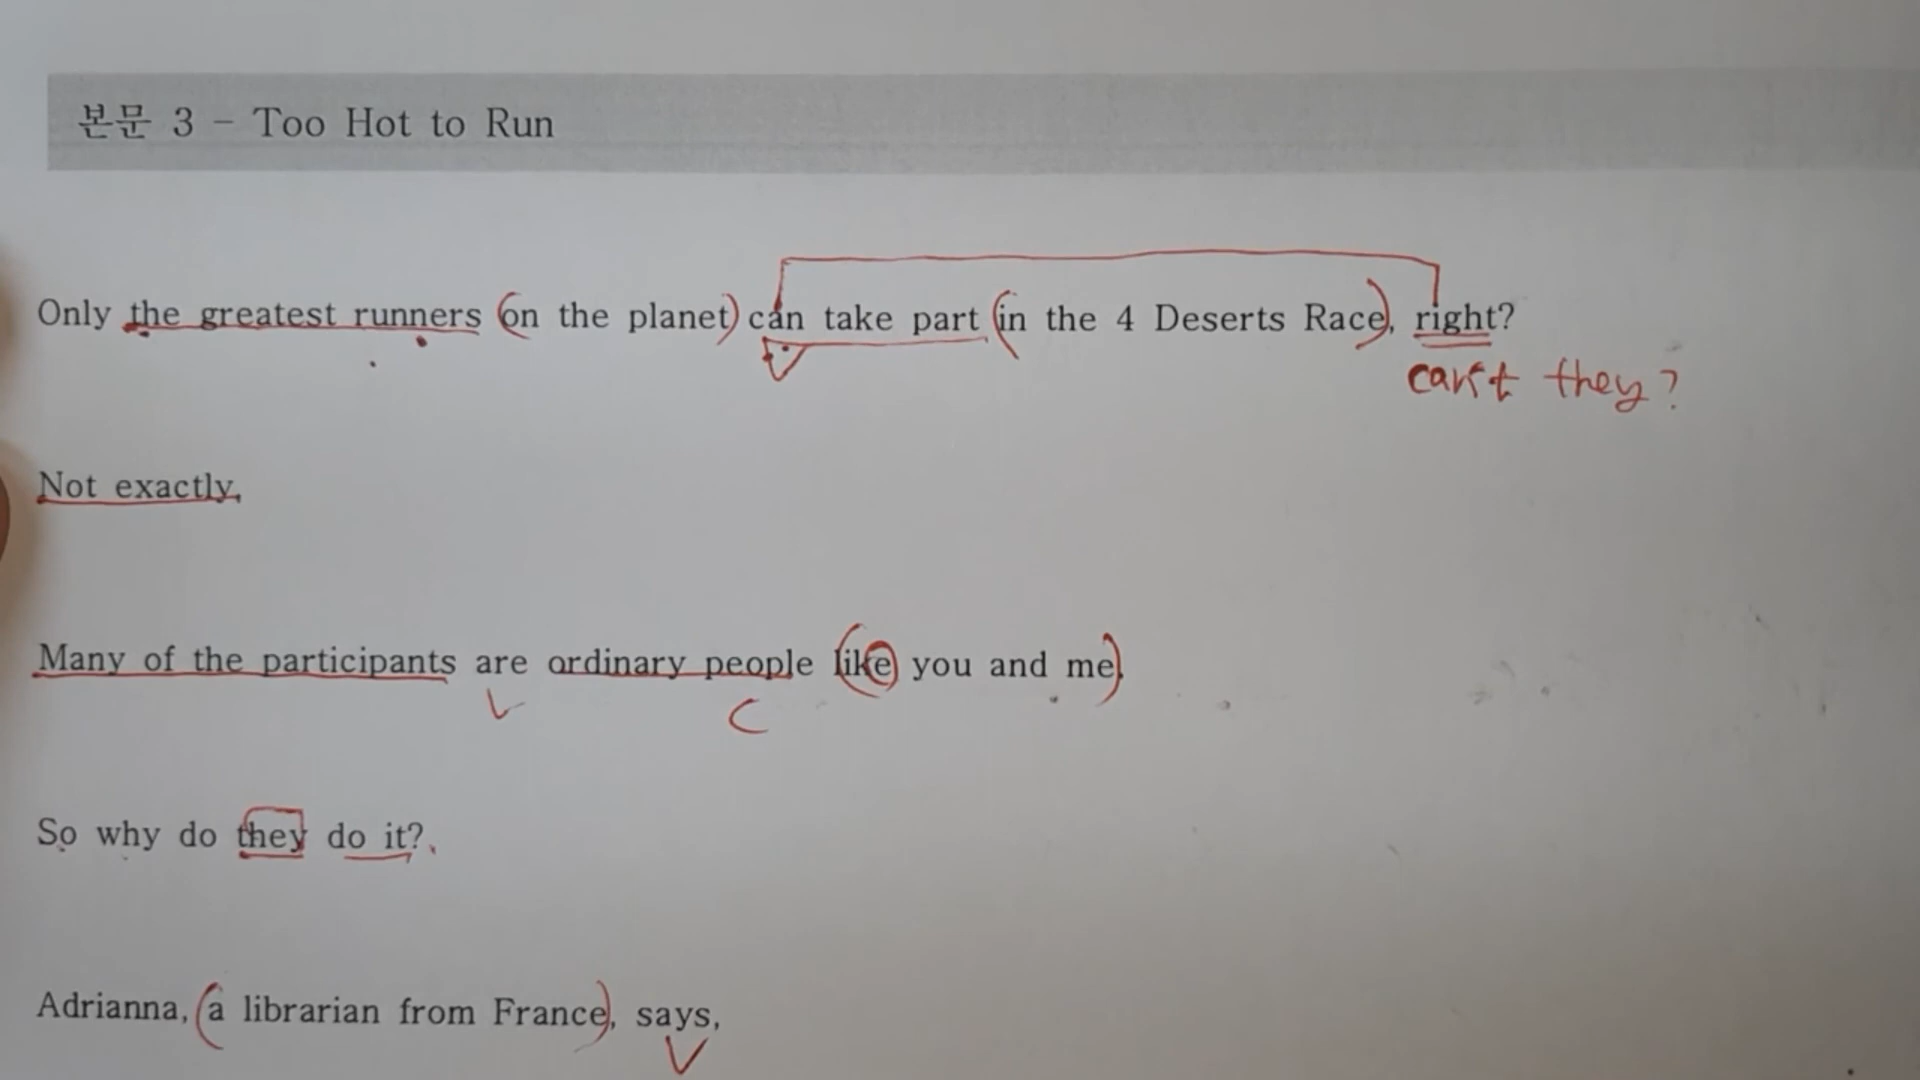 본문 3 - Too Hot to Run
Only the greatest runners (on the planet) can take part (in the 4 Deserts Race), right?
V
can't they?
Not exactly.
Many of the participants are ordinary people (like you and me).
V C
So why do they do it?
Adrianna, (a librarian from France), says,
V